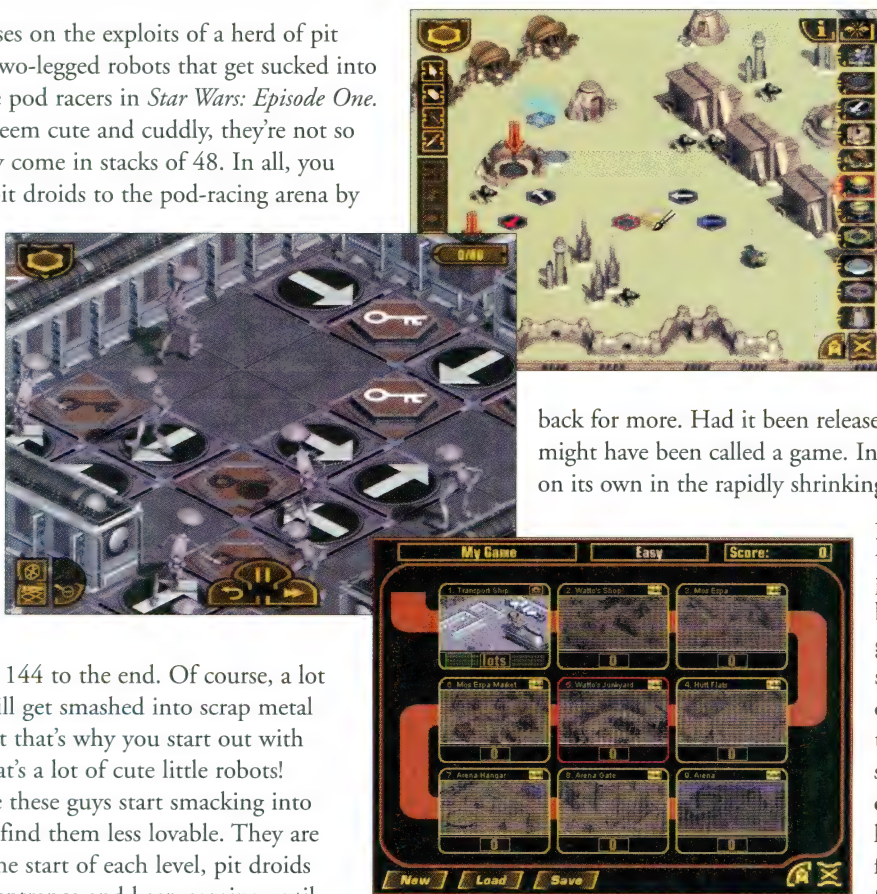 ses on the exploits of a herd of pit
wo-legged robots that get sucked into
e pod racers in Star Wars: Episode One.
eem cute and cuddly, they're not so
y come in stacks of 48. In all, you
it droids to the pod-racing arena by
i
0/48
back for more. Had it been release
might have been called a game. In
on its own in the rapidly shrinking
144 to the end. Of course, a lot
ill get smashed into scrap metal
t that's why you start out with
at's a lot of cute little robots!
e these guys start smacking into
find them less lovable. They are
ne start of each level, pit droids
My Game Easy Score: 0
1. Transport Ship 2. Watto's Shop 3. Mos Espa
lots 0 0
6. Mos Espa Market 5. Watto's Junkyard 4. Hutt Flats
0 0 0
7. Arena Hangar 8. Arena Gate 9. Arena
0 0 0
New Load Save